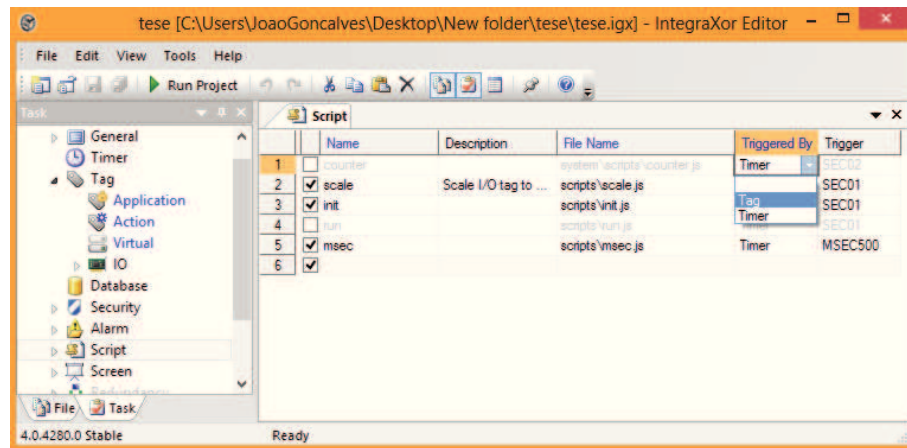 tese [C:\Users\JoaoGoncalves\Desktop\New folder\tese\tese.igx] - IntegraXor Editor
File Edit View Tools Help
Run Project
Task
General
Timer
Tag
Application
Action
Virtual
IO
Database
Security
Alarm
Script
Screen
Redundancy
File Task
Script
Name Description File Name Triggered By Trigger
1 counter system\scripts\counter.js Timer SEC02
2 scale Scale I/O tag to ... scripts\scale.js SEC01
Tag
3 init scripts\init.js SEC01
Timer
4 run scripts\run.js Timer SEC01
5 msec scripts\msec.js Timer MSEC500
6
4.0.4280.0 Stable Ready